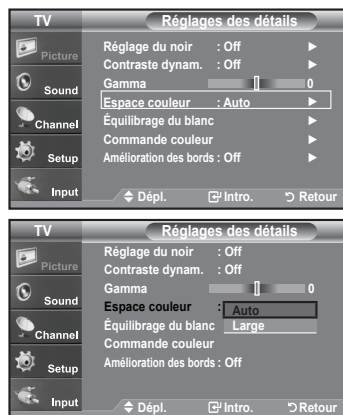 TV Réglages des détails
Picture
Sound
Channel
Setup
Input
Réglage du noir : Off
Contraste dynam. : Off
Gamma 0
Espace couleur : Auto
Équilibrage du blanc
Commande couleur
Amélioration des bords : Off
Dépl. Intro. Retour
TV Réglages des détails
Picture
Sound
Channel
Setup
Input
Réglage du noir : Off
Contraste dynam. : Off
Gamma 0
Espace couleur : Auto
Équilibrage du blanc Large
Commande couleur
Amélioration des bords : Off
Dépl. Intro. Retour